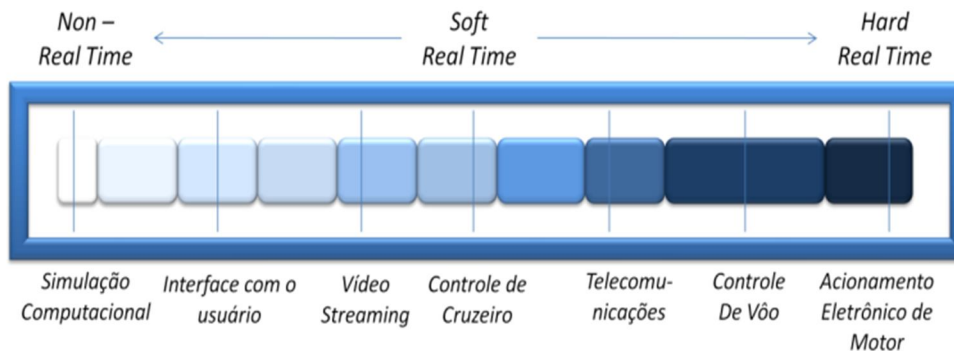 Non –
Real Time
Soft
Real Time
Hard
Real Time
Simulação
Computacional
Interface com o
usuário
Vídeo
Streaming
Controle de
Cruzeiro
Telecomu-
nicações
Controle
De Vôo
Acionamento
Eletrônico de
Motor